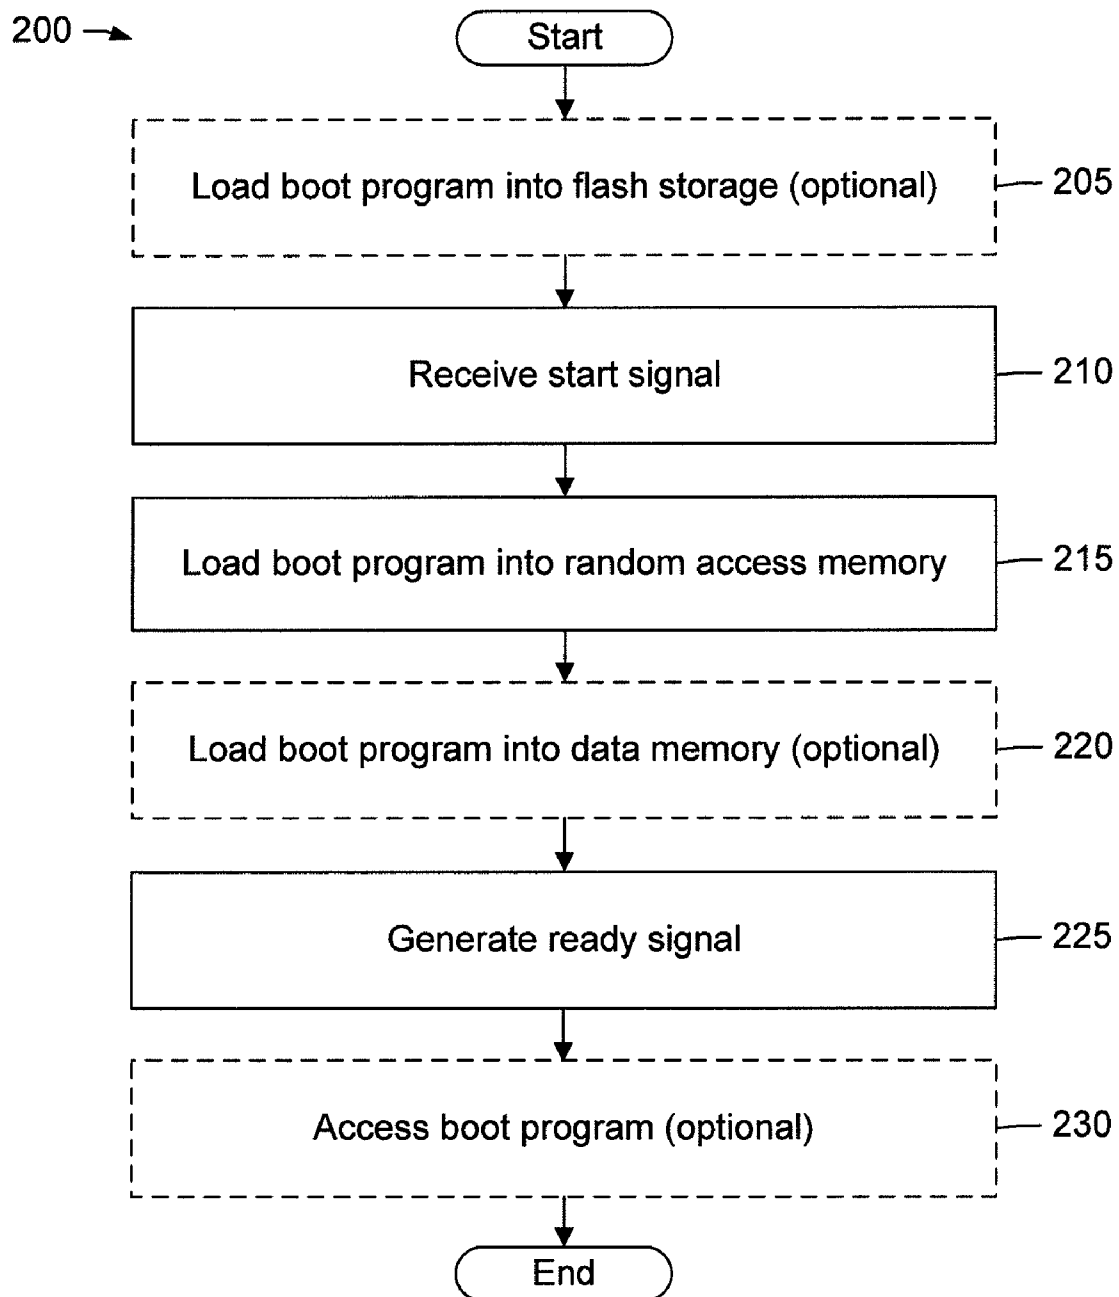 200
Start
Load boot program into flash storage (optional)
205
Receive start signal
210
Load boot program into random access memory
215
Load boot program into data memory (optional)
220
Generate ready signal
225
Access boot program (optional)
230
End